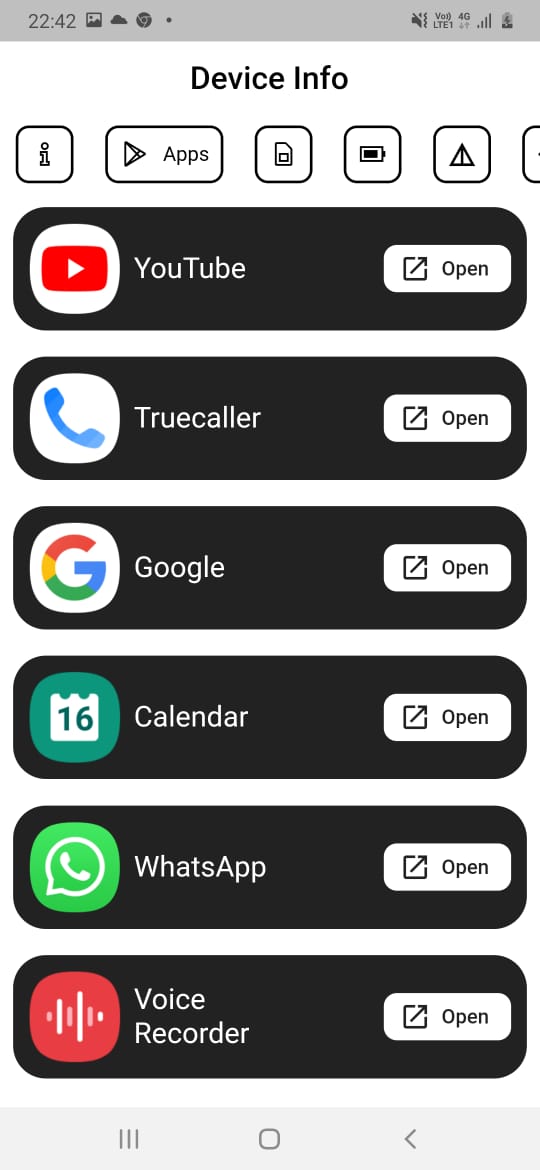 22:42
Vo)) 4G
LTE1
Device Info
Apps
YouTube
Open
Truecaller
Open
Google
Open
16
Calendar
Open
WhatsApp
Open
Voice
Recorder
Open